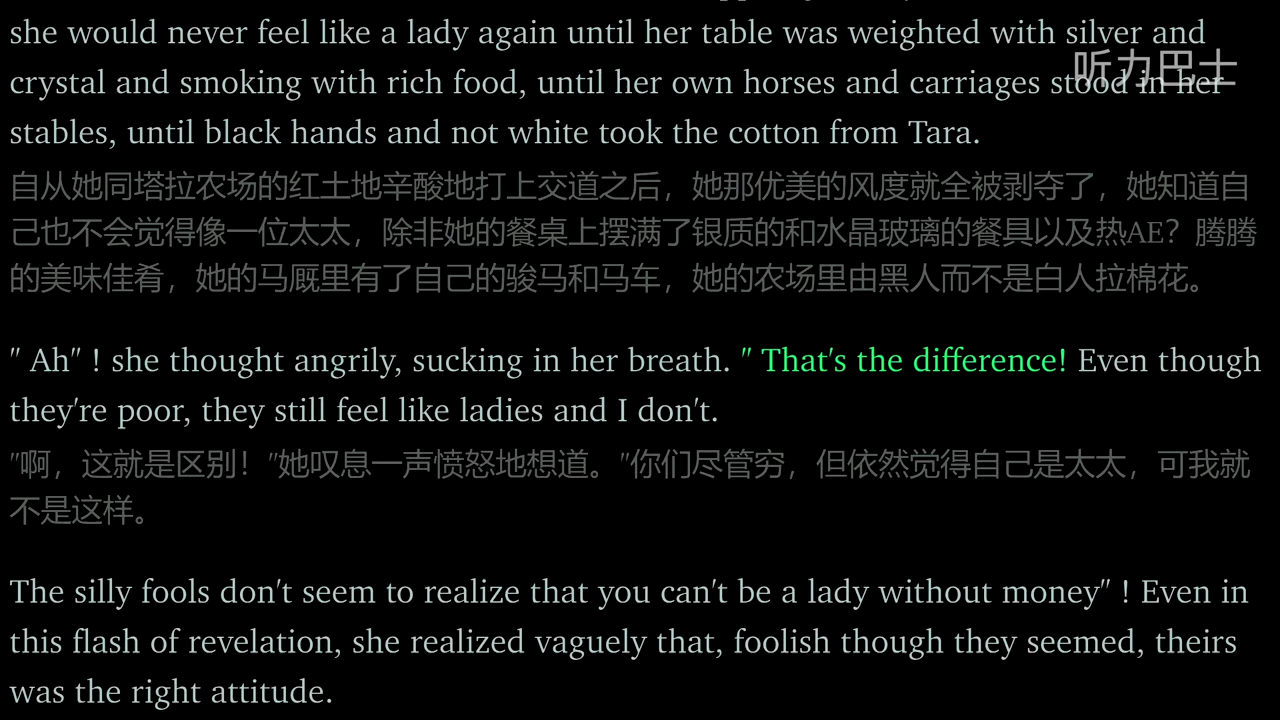 she would never feel like a lady again until her table was weighted with silver and
听力巴士
crystal and smoking with rich food, until her own horses and carriages stood in her
stables, until black hands and not white took the cotton from Tara.
自从她同塔拉农场的红土地辛酸地打上交道之后，她那优美的风度就全被剥夺了，她知道自
己也不会觉得像一位太太，除非她的餐桌上摆满了银质的和水晶玻璃的餐具以及热AE？腾腾
的美味佳肴，她的马厩里有了自己的骏马和马车，她的农场里由黑人而不是白人拉棉花。
" Ah" ! she thought angrily, sucking in her breath. " That's the difference! Even though
they're poor, they still feel like ladies and I don't.
"啊，这就是区别！"她叹息一声愤怒地想道。"你们尽管穷，但依然觉得自己是太太，可我就
不是这样。
The silly fools don't seem to realize that you can't be a lady without money" ! Even in
this flash of revelation, she realized vaguely that, foolish though they seemed, theirs
was the right attitude.